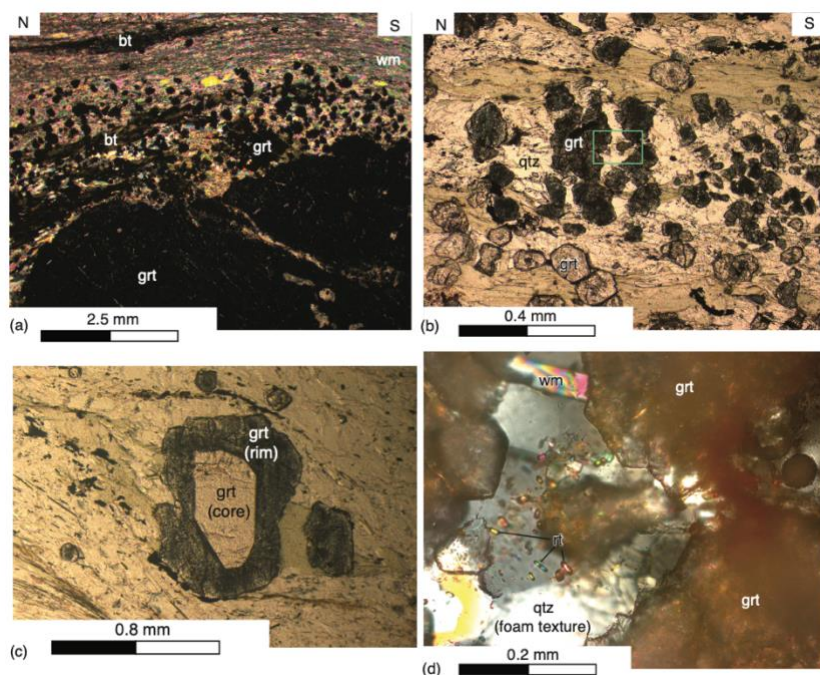 N
S
bt
wm
bt
grt
grt
(a)
2.5 mm
N
S
grt
qtz
grt
(b)
0.4 mm
grt
(rim)
grt
(core)
(c)
0.8 mm
wm
grt
rt
grt
qtz
(foam texture)
(d)
0.2 mm